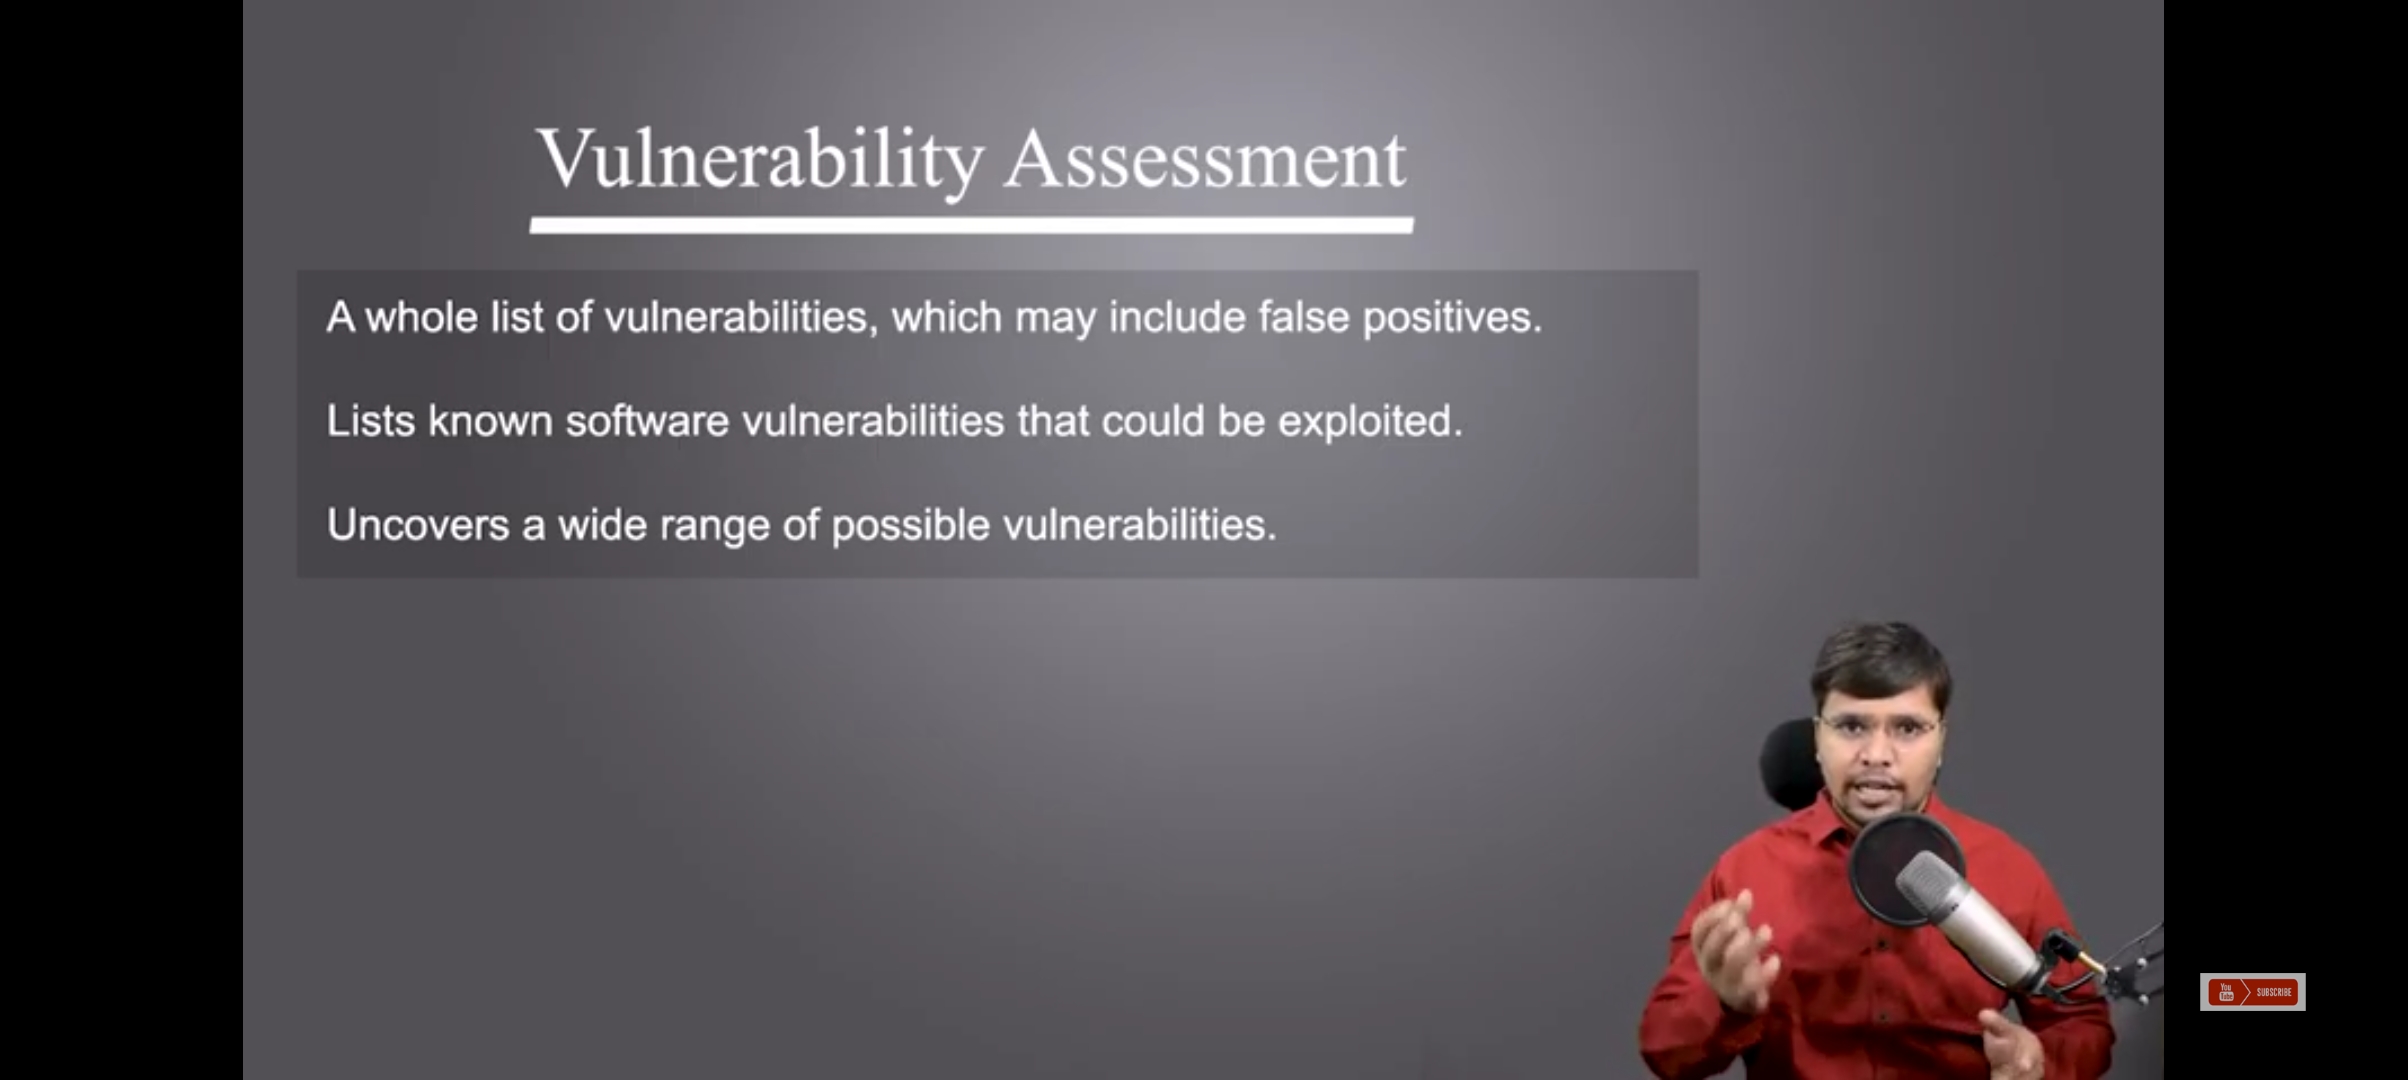 Vulnerability Assessment
A whole list of vulnerabilities, which may include false positives.
Lists known software vulnerabilities that could be exploited.
Uncovers a wide range of possible vulnerabilities.
You
Tube
SUBSCRIBE